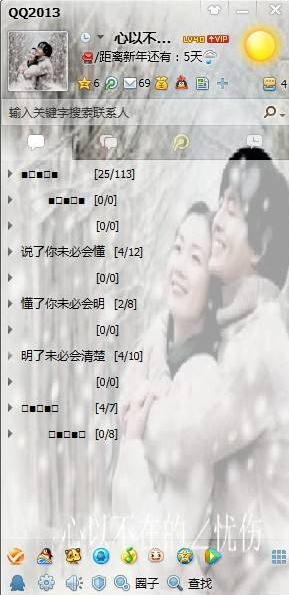 QQ2013
心以不... LV40 VIP
/距离新年还有：5天
6 69 4
输入关键字搜索联系人
■□■□■ [25/113]
■□■□■ [0/0]
[0/0]
说了你未必会懂 [4/12]
[0/0]
懂了你未必会明 [2/8]
[0/0]
明了未必会清楚 [4/10]
[0/0]
□■□■□ [4/7]
■□■□■ [0/8]
心以不在的／忧伤
圈子 查找